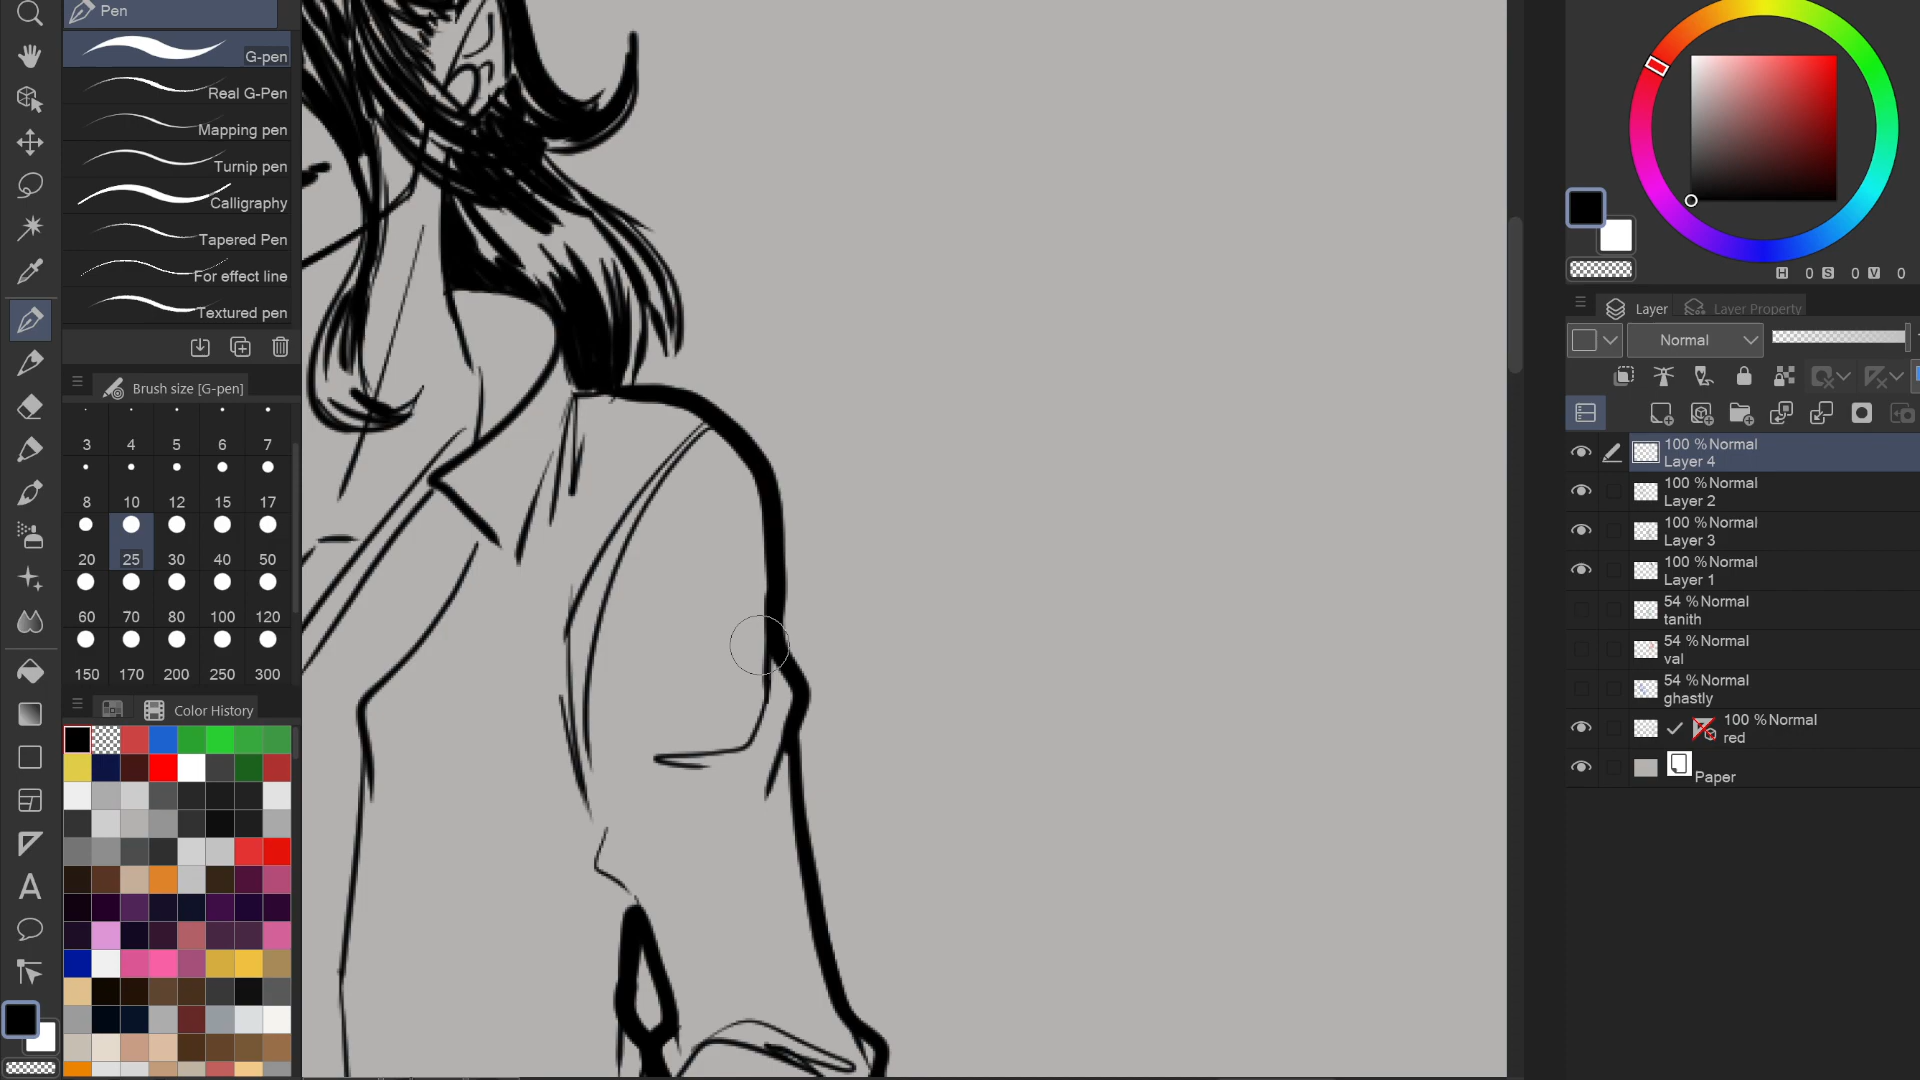 Pen
G-pen
Real G-Pen
Mapping pen
Turnip pen
Calligraphy
Tapered Pen
For effect line
Textured pen
Brush size [G-pen]
3 4 5 6 7
8 10 12 15 17
20 25 30 40 50
60 70 80 100 120
150 170 200 250 300
Color History
H 0 S 0 V 0
Layer Layer Property
Normal
100 % Normal
Layer 4
100 % Normal
Layer 2
100 % Normal
Layer 3
100 % Normal
Layer 1
54 % Normal
tanith
54 % Normal
val
54 % Normal
ghastly
100 % Normal
red
Paper